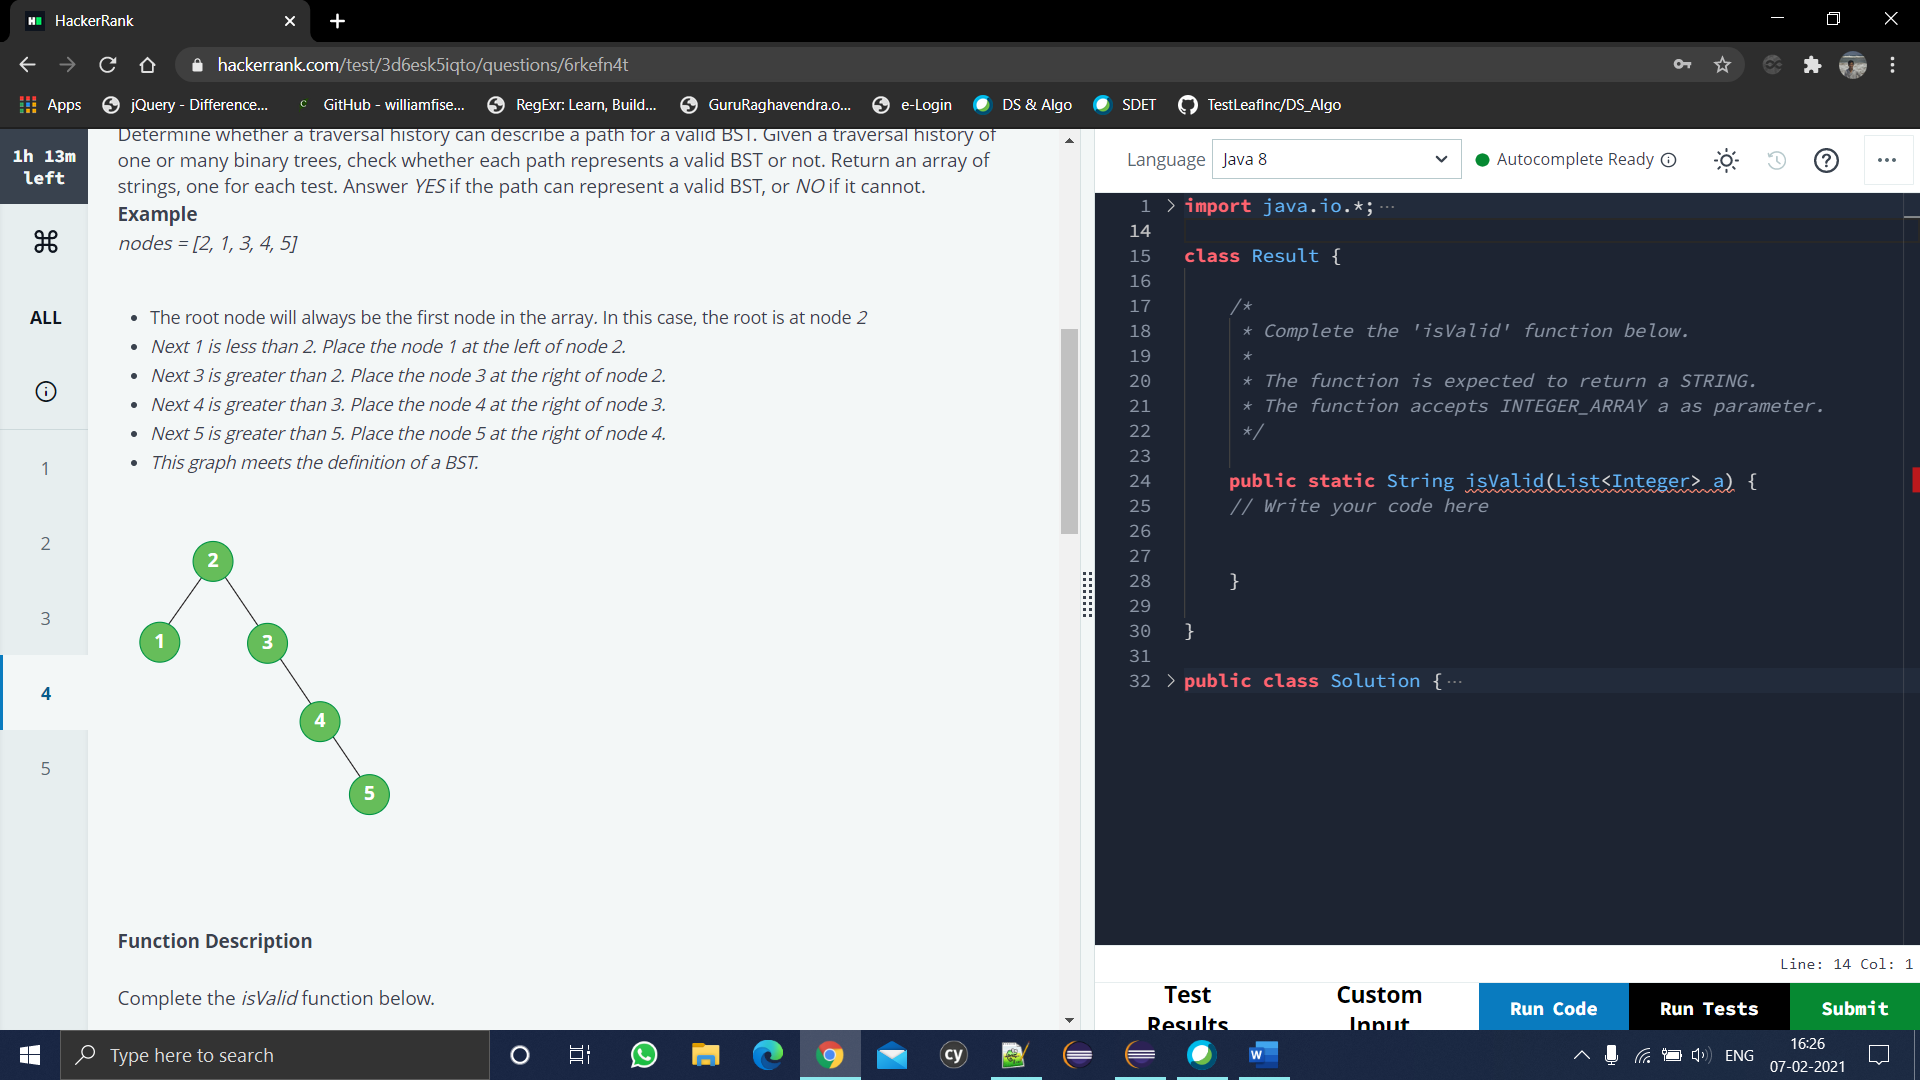 HackerRank
hackerrank.com/test/3d6esk5iqto/questions/6rkefn4t
Apps jQuery - Difference... GitHub - williamfise... RegExr: Learn, Build... GuruRaghavendra.o... e-Login DS & Algo SDET TestLeafInc/DS_Algo
1h 13m
left
ALL
1
2
3
4
5
Determine whether a traversal history can describe a path for a valid BST. Given a traversal history of
one or many binary trees, check whether each path represents a valid BST or not. Return an array of
strings, one for each test. Answer YES if the path can represent a valid BST, or NO if it cannot.
Example
nodes = [2, 1, 3, 4, 5]
• The root node will always be the first node in the array. In this case, the root is at node 2
• Next 1 is less than 2. Place the node 1 at the left of node 2.
• Next 3 is greater than 2. Place the node 3 at the right of node 2.
• Next 4 is greater than 3. Place the node 4 at the right of node 3.
• Next 5 is greater than 5. Place the node 5 at the right of node 4.
• This graph meets the definition of a BST.
2
1
3
4
5
Function Description
Complete the isValid function below.
Language Java 8 Autocomplete Ready
1 import java.io.*; ...
14
15 class Result {
16
17 /*
18 * Complete the 'isValid' function below.
19 *
20 * The function is expected to return a STRING.
21 * The function accepts INTEGER_ARRAY a as parameter.
22 */
23
24 public static String isValid(List<Integer> a) {
25 // Write your code here
26
27
28 }
29
30 }
31
32 public class Solution { ...
Line: 14 Col: 1
Test
Results
Custom
Input
Run Code Run Tests Submit
Type here to search
cy
W
ENG
16:26
07-02-2021